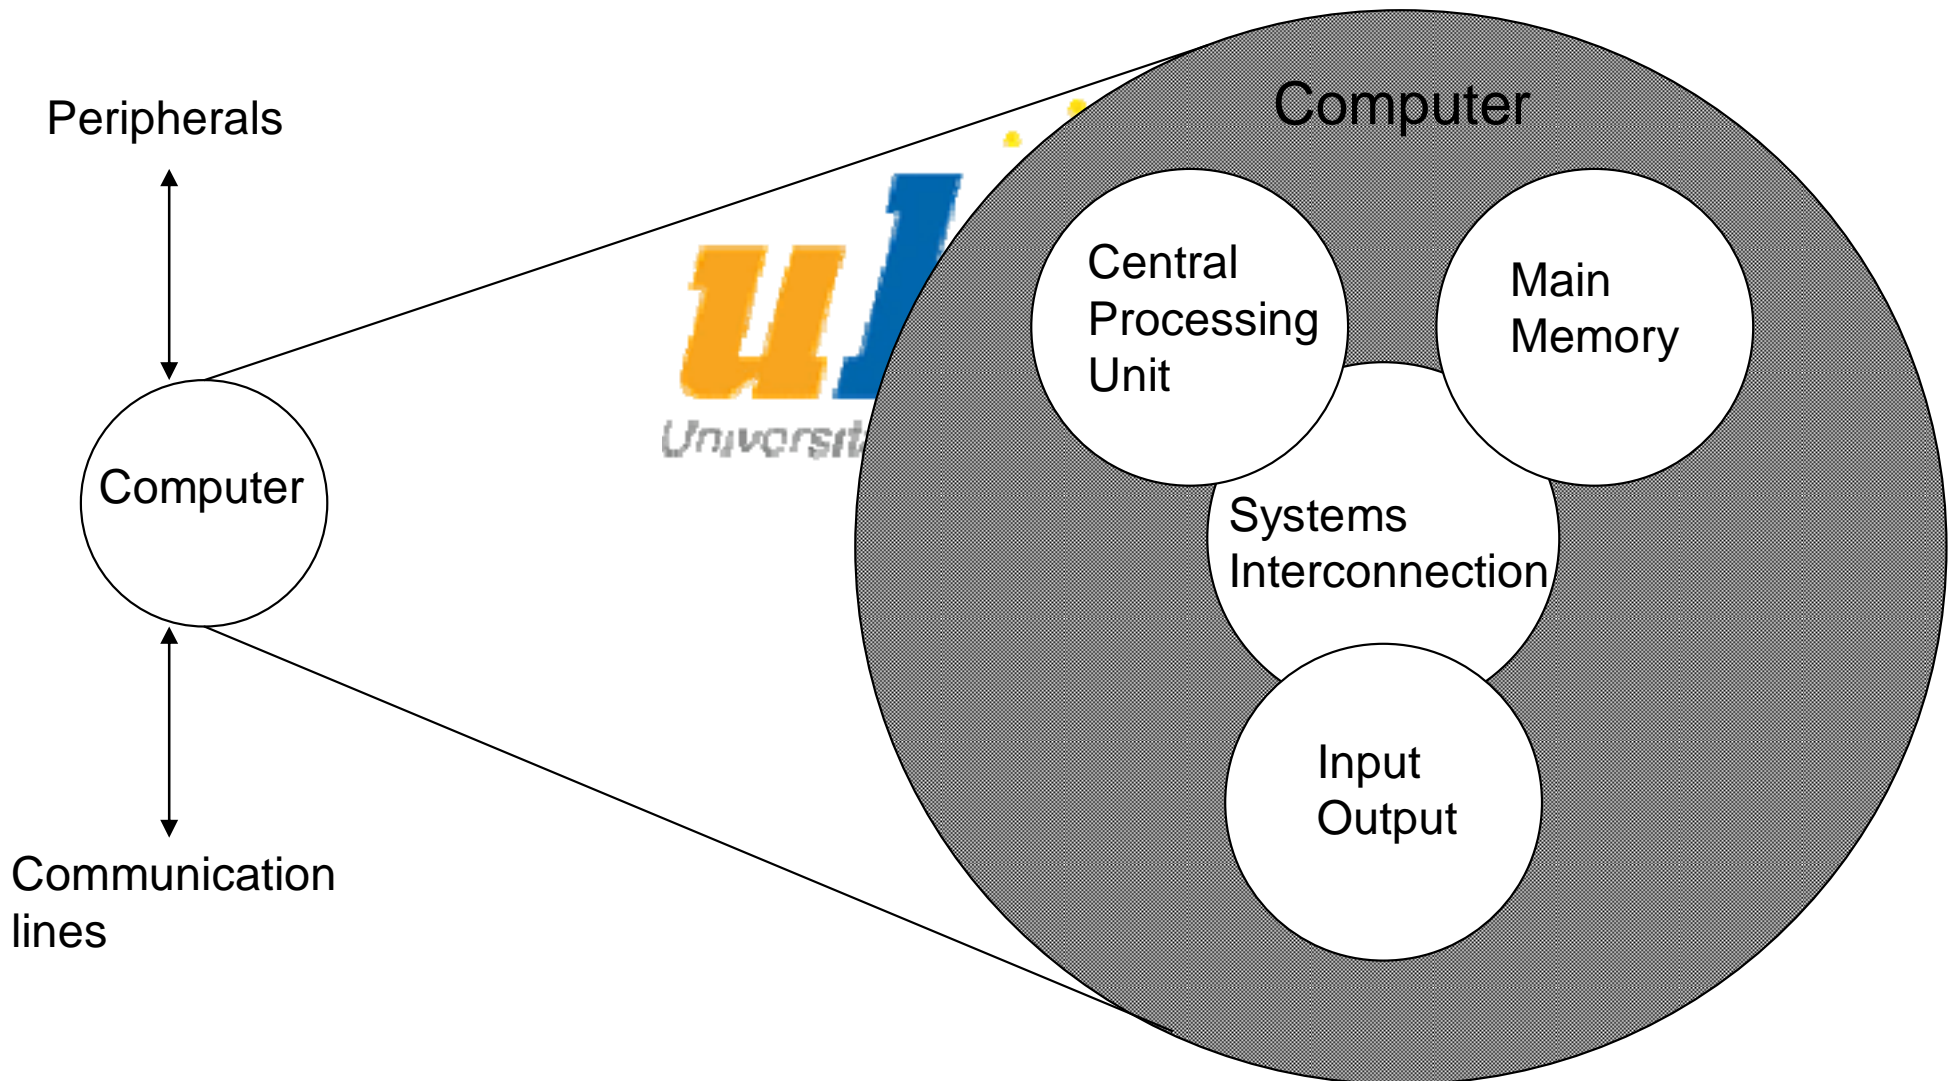 Peripherals
Computer
Communication
lines
Computer
Central
Processing
Unit
Main
Memory
Systems
Interconnection
Input
Output